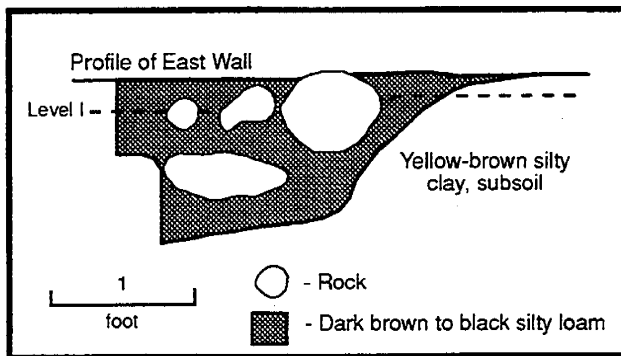 Profile of East Wall
Level I
Yellow-brown silty
clay, subsoil
1
foot
- Rock
- Dark brown to black silty loam